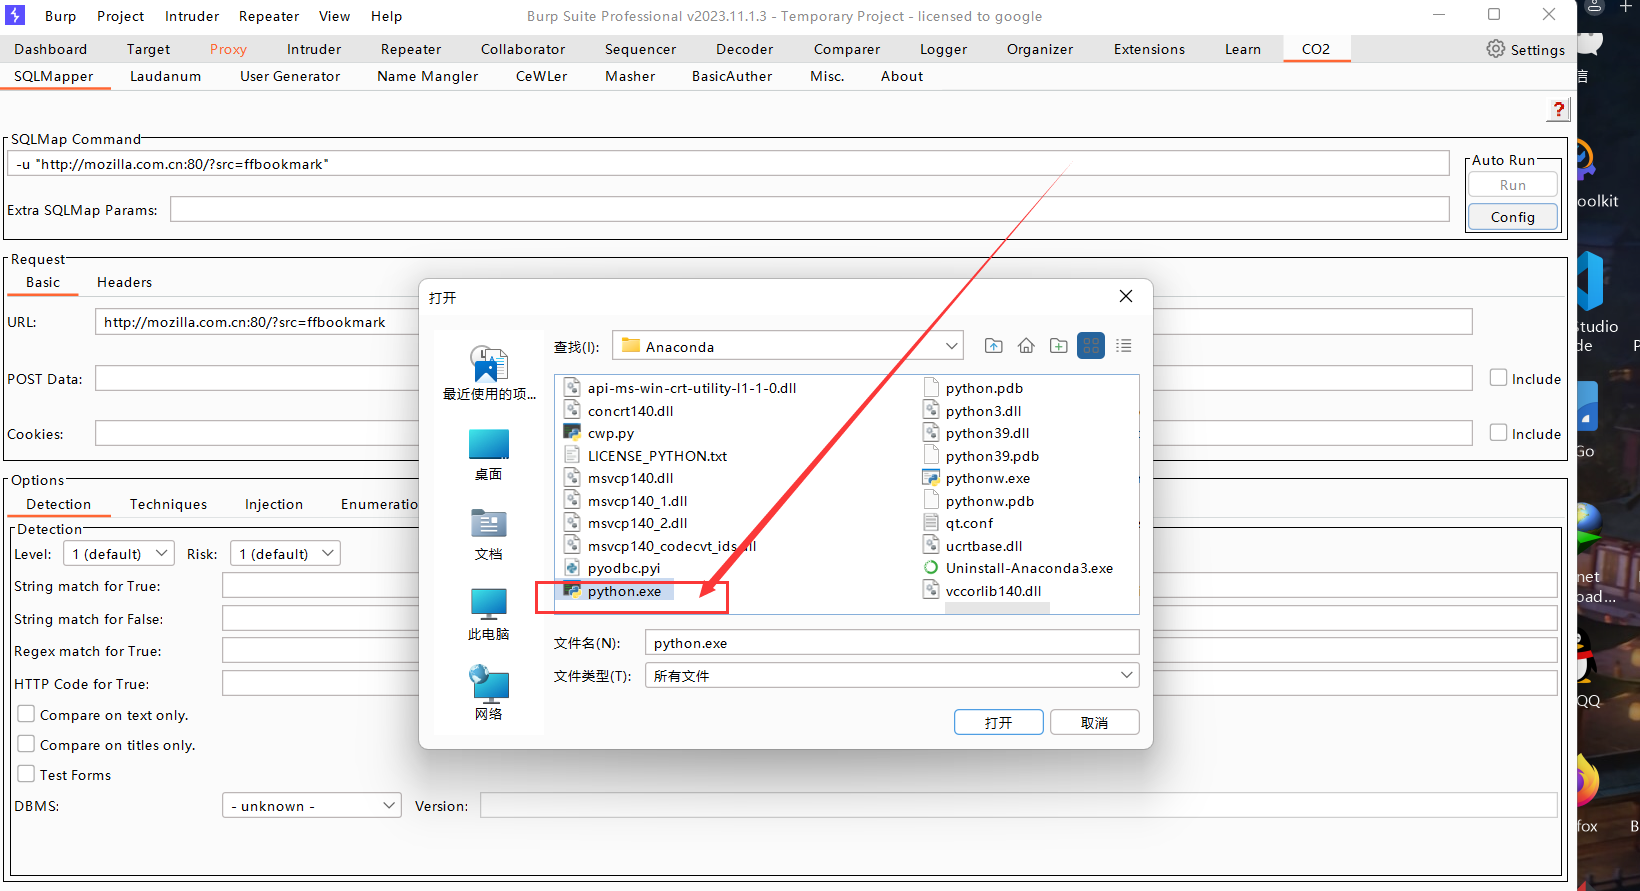 Burp Project Intruder Repeater View Help Burp Suite Professional v2023.11.1.3 - Temporary Project - licensed to google
Dashboard Target Proxy Intruder Repeater Collaborator Sequencer Decoder Comparer Logger Organizer Extensions Learn CO2 Settings
SQLMapper Laudanum User Generator Name Mangler CeWLer Masher BasicAuther Misc. About
?
SQLMap Command
-u "http://mozilla.com.cn:80/?src=ffbookmark"
Auto Run
Run
Extra SQLMap Params:
Config
Request
Basic Headers
URL: http://mozilla.com.cn:80/?src=ffbookmark
POST Data: Include
Cookies: Include
Options
Detection Techniques Injection Enumeratio
Detection
Level: 1 (default) Risk: 1 (default)
String match for True:
String match for False:
Regex match for True:
HTTP Code for True:
Compare on text only.
Compare on titles only.
Test Forms
DBMS: - unknown - Version:
打开
查找(I): Anaconda
最近使用的项...
桌面
文档
此电脑
网络
api-ms-win-crt-utility-l1-1-0.dll
concrt140.dll
cwp.py
LICENSE_PYTHON.txt
msvcp140.dll
msvcp140_1.dll
msvcp140_2.dll
msvcp140_codecvt_ids.dll
pyodbc.pyi
python.exe
python.pdb
python3.dll
python39.dll
python39.pdb
pythonw.exe
pythonw.pdb
qt.conf
ucrtbase.dll
Uninstall-Anaconda3.exe
vccorlib140.dll
文件名(N): python.exe
文件类型(T): 所有文件
打开 取消
信
oolkit
Studio
de
Go
net
oad...
QQ
fox
B